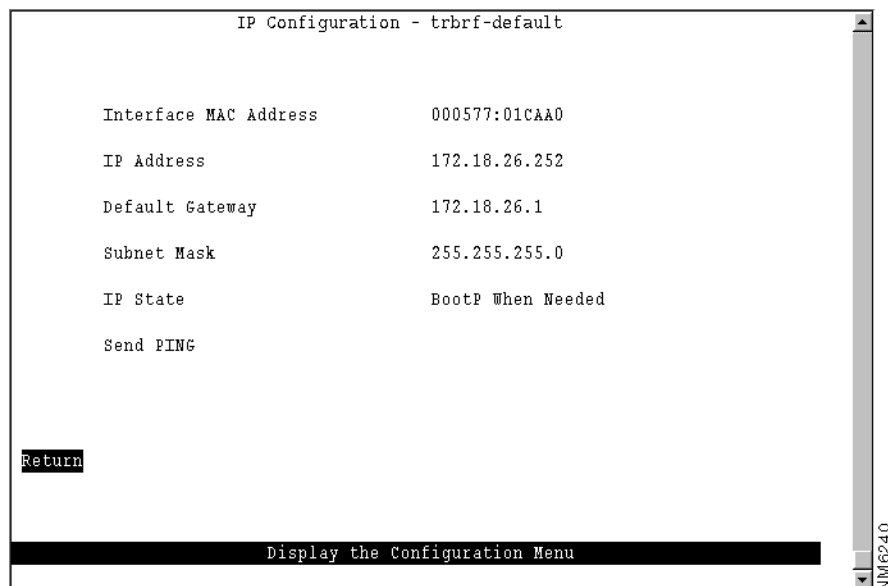 IP Configuration - trbrf-default
Interface MAC Address 000577:01CAA0
IP Address 172.18.26.252
Default Gateway 172.18.26.1
Subnet Mask 255.255.255.0
IP State BootP When Needed
Send PING
Return
Display the Configuration Menu
NM6240